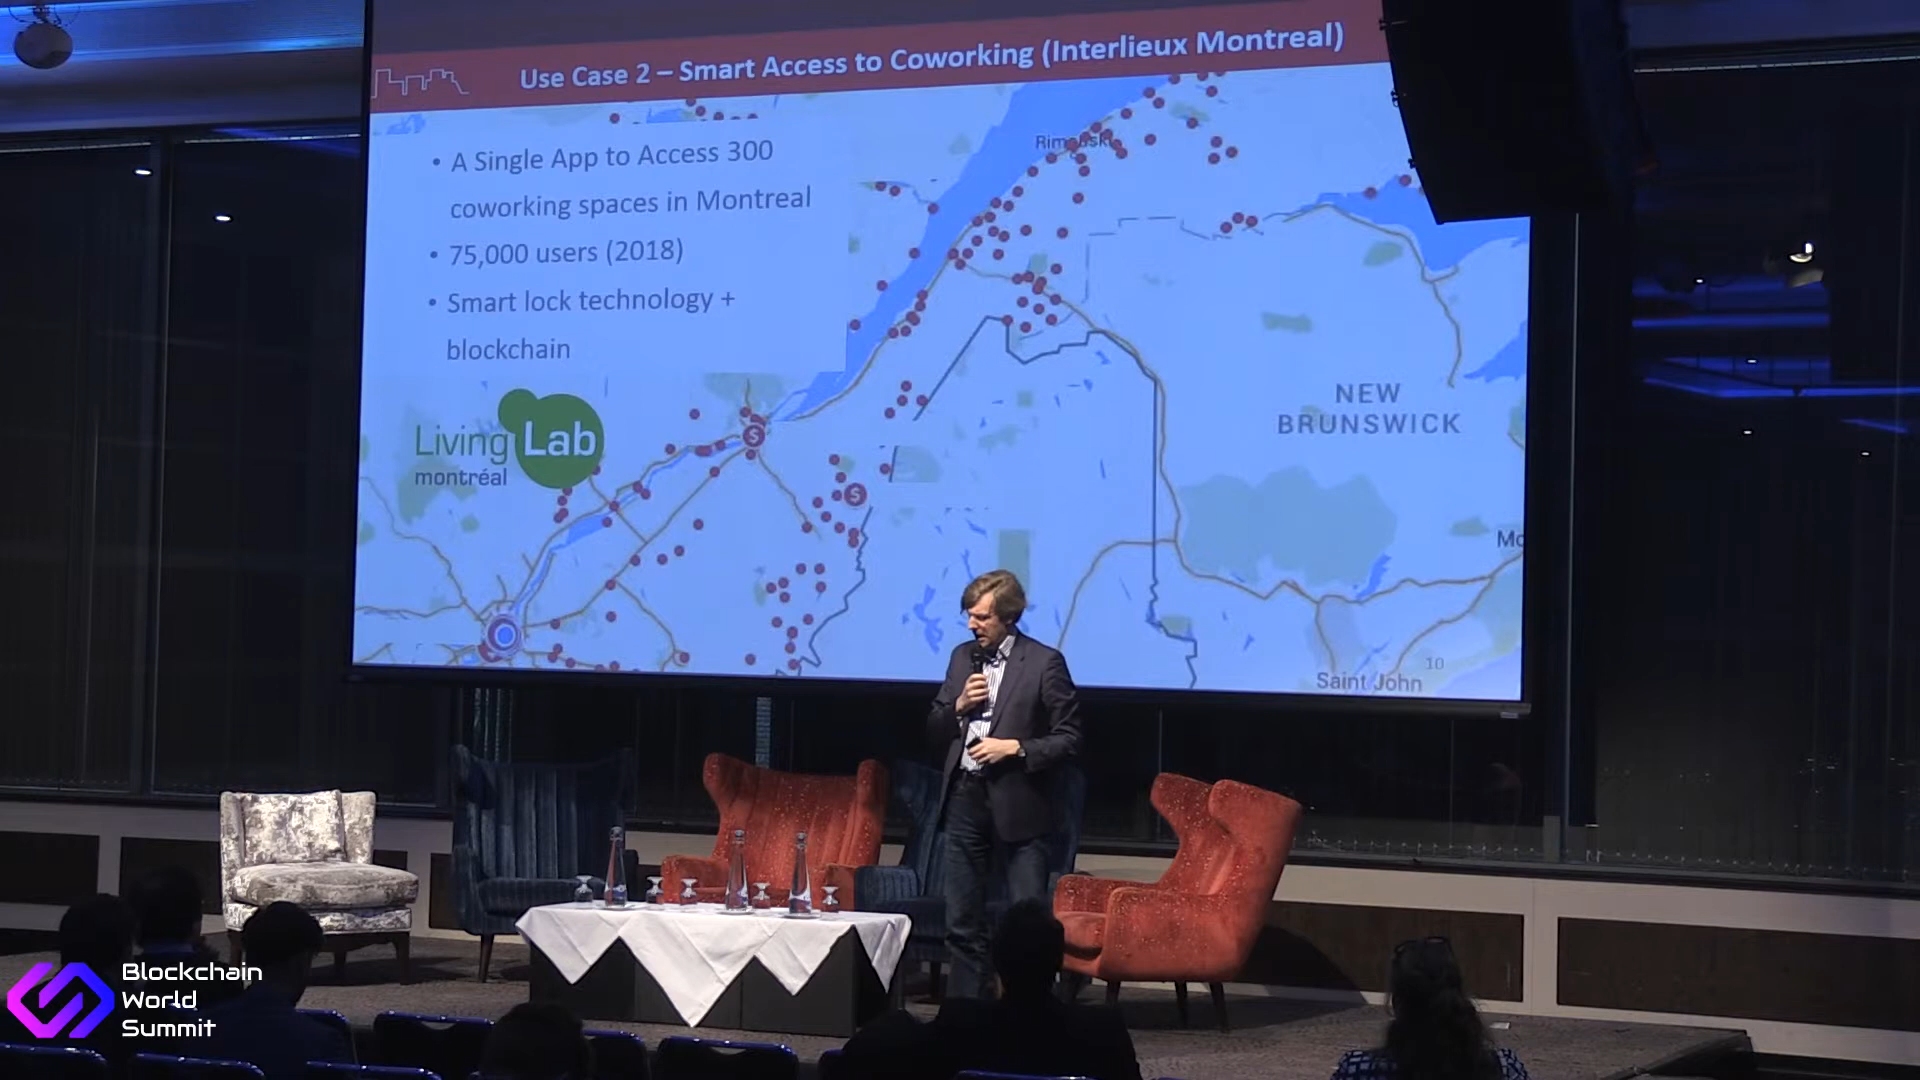 Use Case 2 – Smart Access to Coworking (Interlieux Montreal)
• A Single App to Access 300
coworking spaces in Montreal
• 75,000 users (2018)
• Smart lock technology +
blockchain
Living Lab
montréal
NEW
BRUNSWICK
Saint John
10
Blockchain
World
Summit